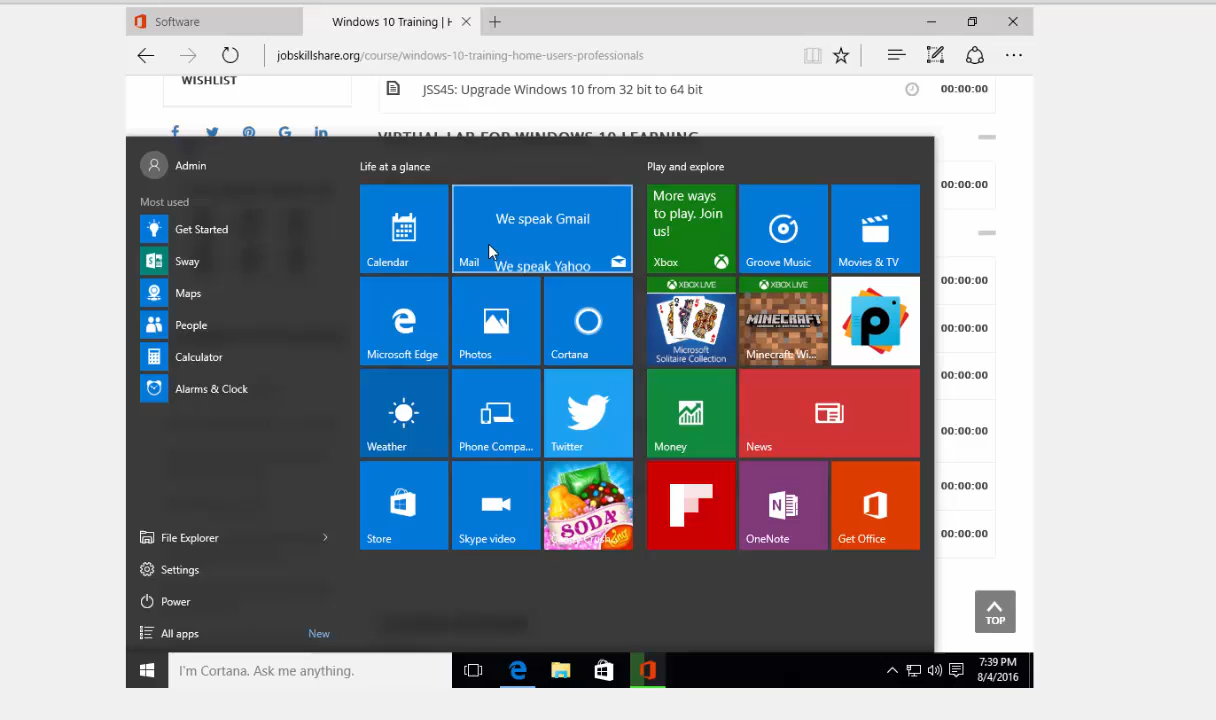 Software
Windows 10 Training | H
jobskillshare.org/course/windows-10-training-home-users-professionals
WISHLIST
JSS45: Upgrade Windows 10 from 32 bit to 64 bit
00:00:00
VIRTUAL LAB FOR WINDOWS 10 LEARNING
Admin
Life at a glance
Play and explore
Most used
Get Started
Sway
Maps
People
Calculator
Alarms & Clock
File Explorer
Settings
Power
All apps
New
Calendar
We speak Gmail
Mail
We speak Yahoo
Microsoft Edge
Photos
Cortana
Weather
Phone Compa...
Twitter
Store
Skype video
SODA
More ways
to play. Join
us!
Xbox
Groove Music
Movies & TV
XBOX LIVE
Microsoft
Solitaire Collection
XBOX LIVE
MINECRAFT
Minecraft: Wi...
p
Money
News
OneNote
Get Office
00:00:00
00:00:00
00:00:00
00:00:00
00:00:00
00:00:00
00:00:00
TOP
I'm Cortana. Ask me anything.
7:39 PM
8/4/2016